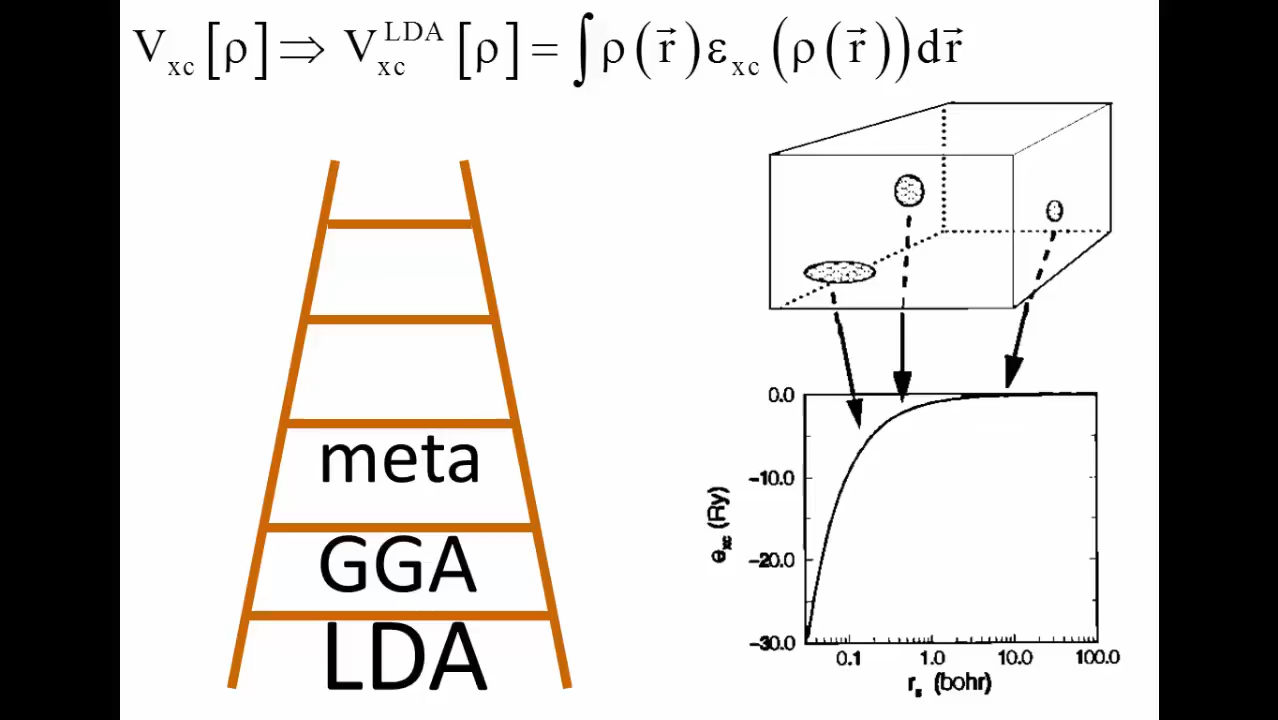 V_xc [ρ] ⇒ V_xc^LDA [ρ] = ∫ ρ(r⃗) ε_xc (ρ(r⃗)) dr⃗
meta
GGA
LDA
0.0
-10.0
-20.0
-30.0
e_xc (Ry)
0.1 1.0 10.0 100.0
r_s (bohr)